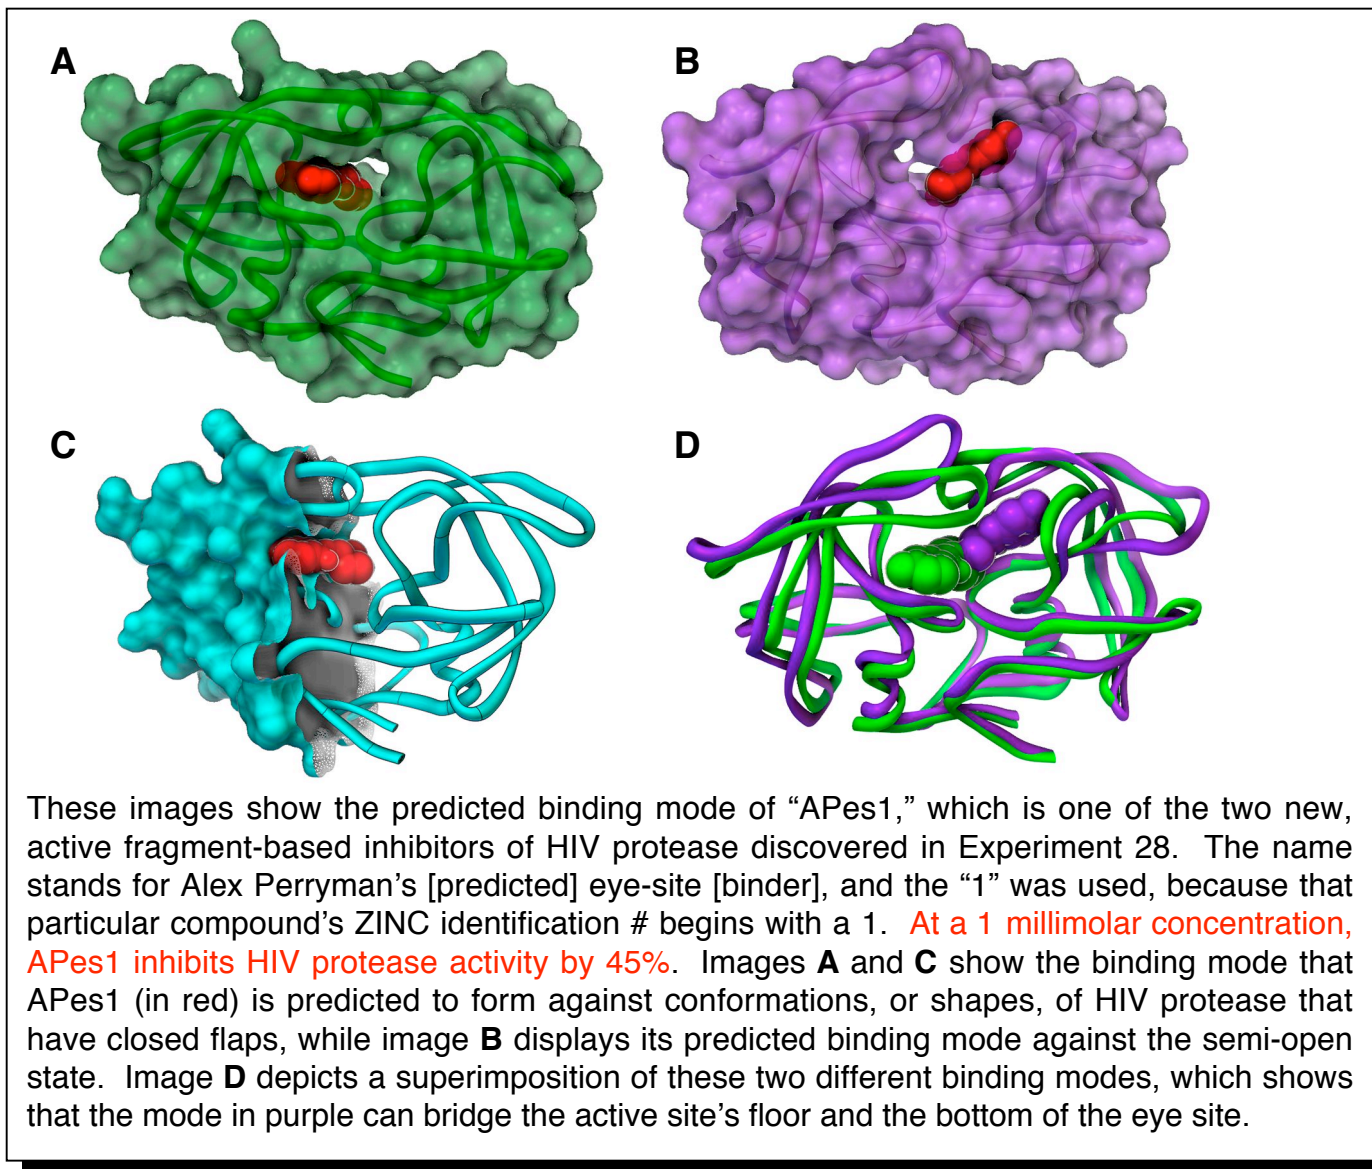 A
B
C
D
These images show the predicted binding mode of “APes1,” which is one of the two new,
active fragment-based inhibitors of HIV protease discovered in Experiment 28. The name
stands for Alex Perryman’s [predicted] eye-site [binder], and the “1” was used, because that
particular compound’s ZINC identification # begins with a 1. At a 1 millimolar concentration,
APes1 inhibits HIV protease activity by 45%. Images A and C show the binding mode that
APes1 (in red) is predicted to form against conformations, or shapes, of HIV protease that
have closed flaps, while image B displays its predicted binding mode against the semi-open
state. Image D depicts a superimposition of these two different binding modes, which shows
that the mode in purple can bridge the active site’s floor and the bottom of the eye site.